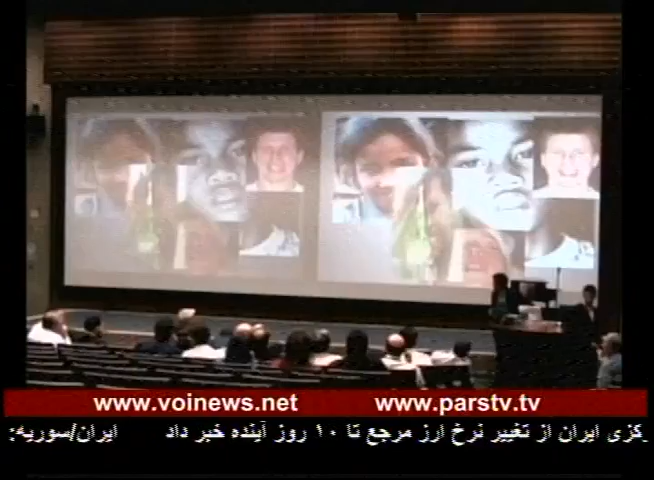 www.voinews.net www.parstv.tv
کزی ایران از تغییر نرخ ارز مرجع تا ۱۰ روز آینده خبر داد ایران/سوریه: